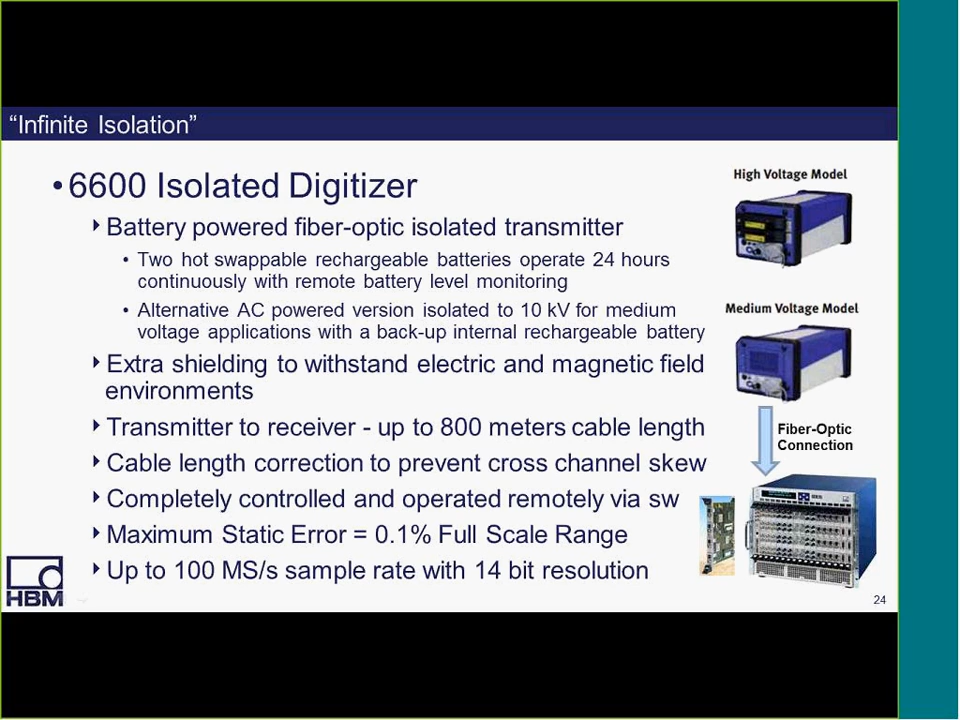 “Infinite Isolation”
• 6600 Isolated Digitizer
Battery powered fiber-optic isolated transmitter
• Two hot swappable rechargeable batteries operate 24 hours
continuously with remote battery level monitoring
• Alternative AC powered version isolated to 10 kV for medium
voltage applications with a back-up internal rechargeable battery
Extra shielding to withstand electric and magnetic field
environments
Transmitter to receiver - up to 800 meters cable length
Cable length correction to prevent cross channel skew
Completely controlled and operated remotely via sw
Maximum Static Error = 0.1% Full Scale Range
Up to 100 MS/s sample rate with 14 bit resolution
High Voltage Model
Medium Voltage Model
Fiber-Optic
Connection
HBM
24